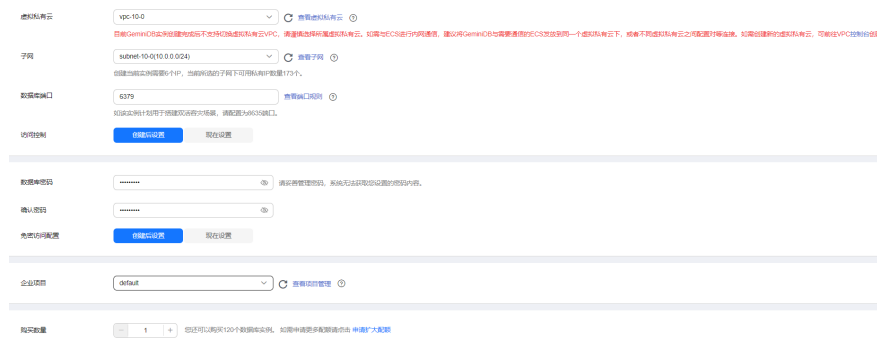 虚拟私有云 vpc-10-0 查看虚拟私有云
目前GeminiDB实例创建完成后不支持切换虚拟私有云VPC，请谨慎选择所属虚拟私有云。如需与ECS进行内网通信，建议将GeminiDB与需要通信的ECS发放到同一个虚拟私有云下，或者不同虚拟私有云之间配置对等连接。如需创建新的虚拟私有云，可前往VPC控制台创
子网 subnet-10-0(10.0.0.0/24) 查看子网
创建当前实例需要6个IP，当前所选的子网下可用私有IP数量173个。
数据库端口 6379 查看端口规则
如该实例计划用于搭建双活容灾场景，请配置为8635端口。
访问控制 创建后设置 现在设置
数据库密码 ········· 请妥善管理密码，系统无法获取您设置的密码内容。
确认密码 ·········
免密访问配置 创建后设置 现在设置
企业项目 default 查看项目管理
购买数量 − 1 + 您还可以购买120个数据库实例。 如需申请更多配额请点击 申请扩大配额